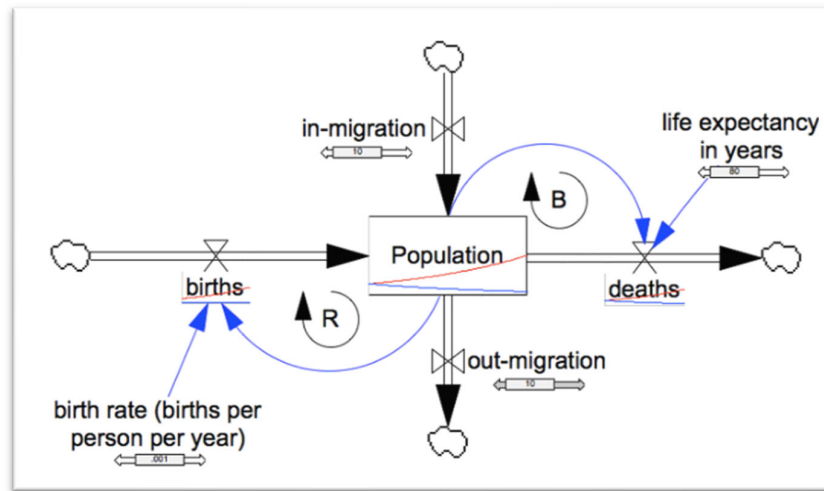 in-migration
10
life expectancy
in years
80
B
Population
births
deaths
R
out-migration
10
birth rate (births per
person per year)
.001